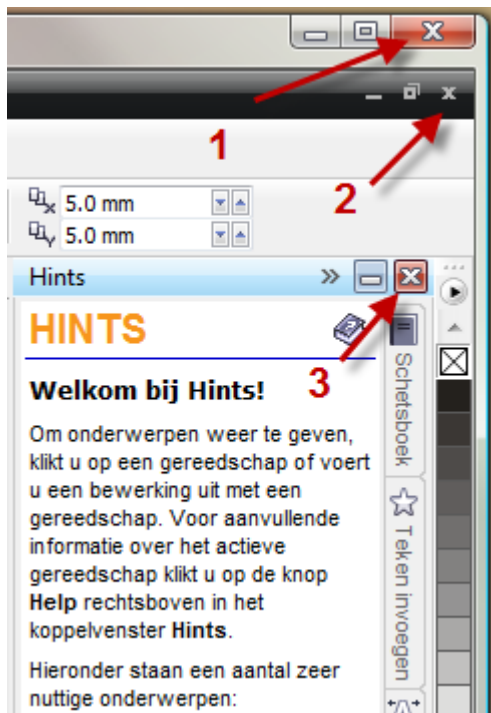 1
2
x 5.0 mm
y 5.0 mm
Hints
3
HINTS
Welkom bij Hints!
Om onderwerpen weer te geven,
klikt u op een gereedschap of voert
u een bewerking uit met een
gereedschap. Voor aanvullende
informatie over het actieve
gereedschap klikt u op de knop
Help rechtsboven in het
koppelvenster Hints.
Hieronder staan een aantal zeer
nuttige onderwerpen:
Schetsboek
Teken invoegen